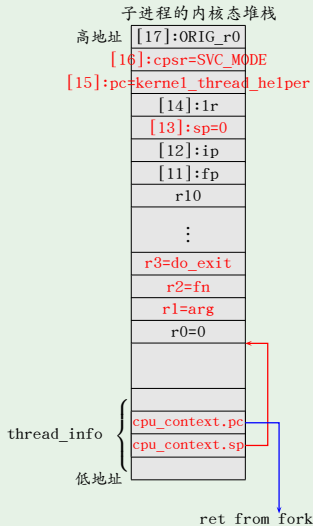 子进程的内核态堆栈
高地址
[17]:ORIG_r0
[16]:cpsr=SVC_MODE
[15]:pc=kernel_thread_helper
[14]:lr
[13]:sp=0
[12]:ip
[11]:fp
r10
⋮
r3=do_exit
r2=fn
r1=arg
r0=0
thread_info
cpu_context.pc
cpu_context.sp
低地址
ret from fork